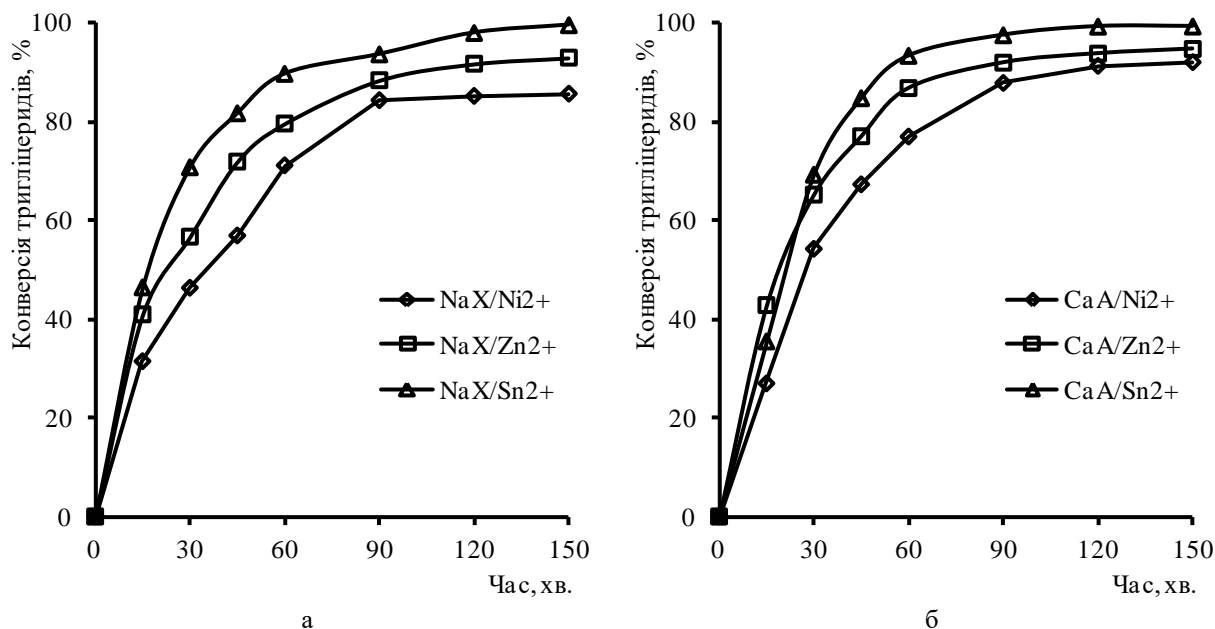 Конверсія тригліцеридів, %
100
80
60
40
20
0
0 30 60 90 120 150
Час, хв.
NaX/Ni2+
NaX/Zn2+
NaX/Sn2+
а
Конверсія тригліцеридів, %
100
80
60
40
20
0
0 30 60 90 120 150
Час, хв.
CaA/Ni2+
CaA/Zn2+
CaA/Sn2+
б